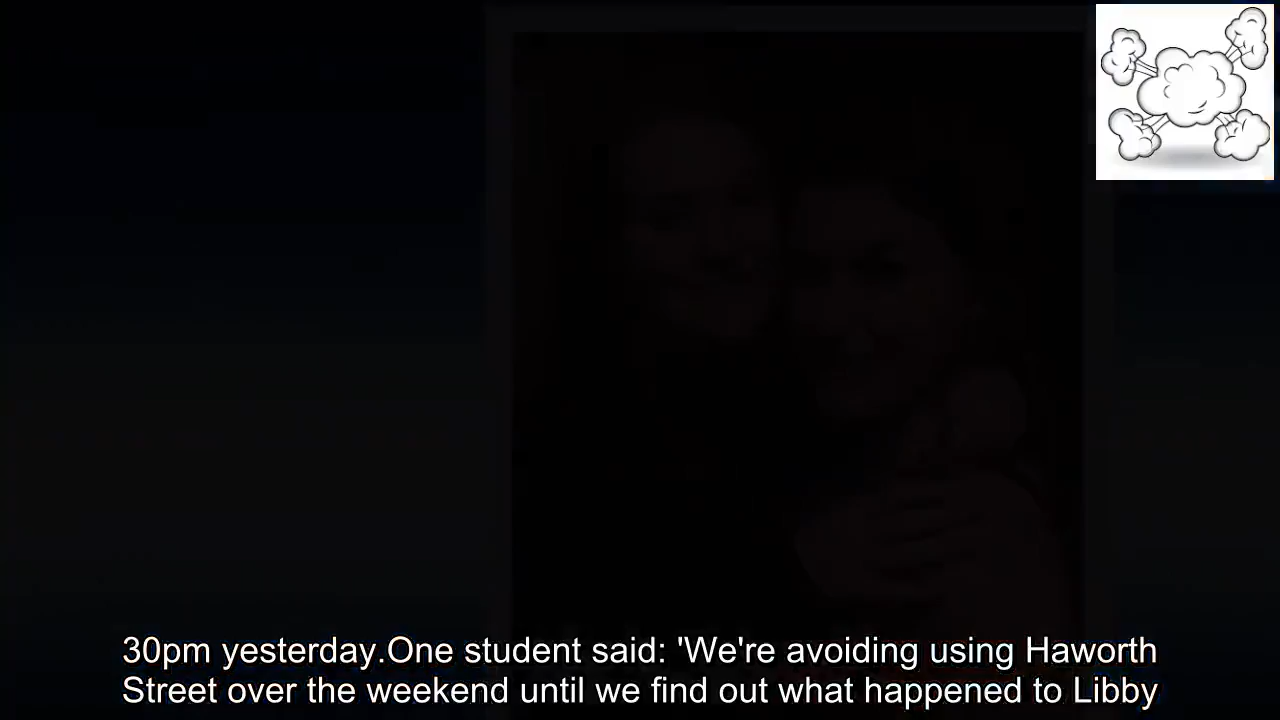 30pm yesterday.One student said: 'We're avoiding using Haworth
Street over the weekend until we find out what happened to Libby